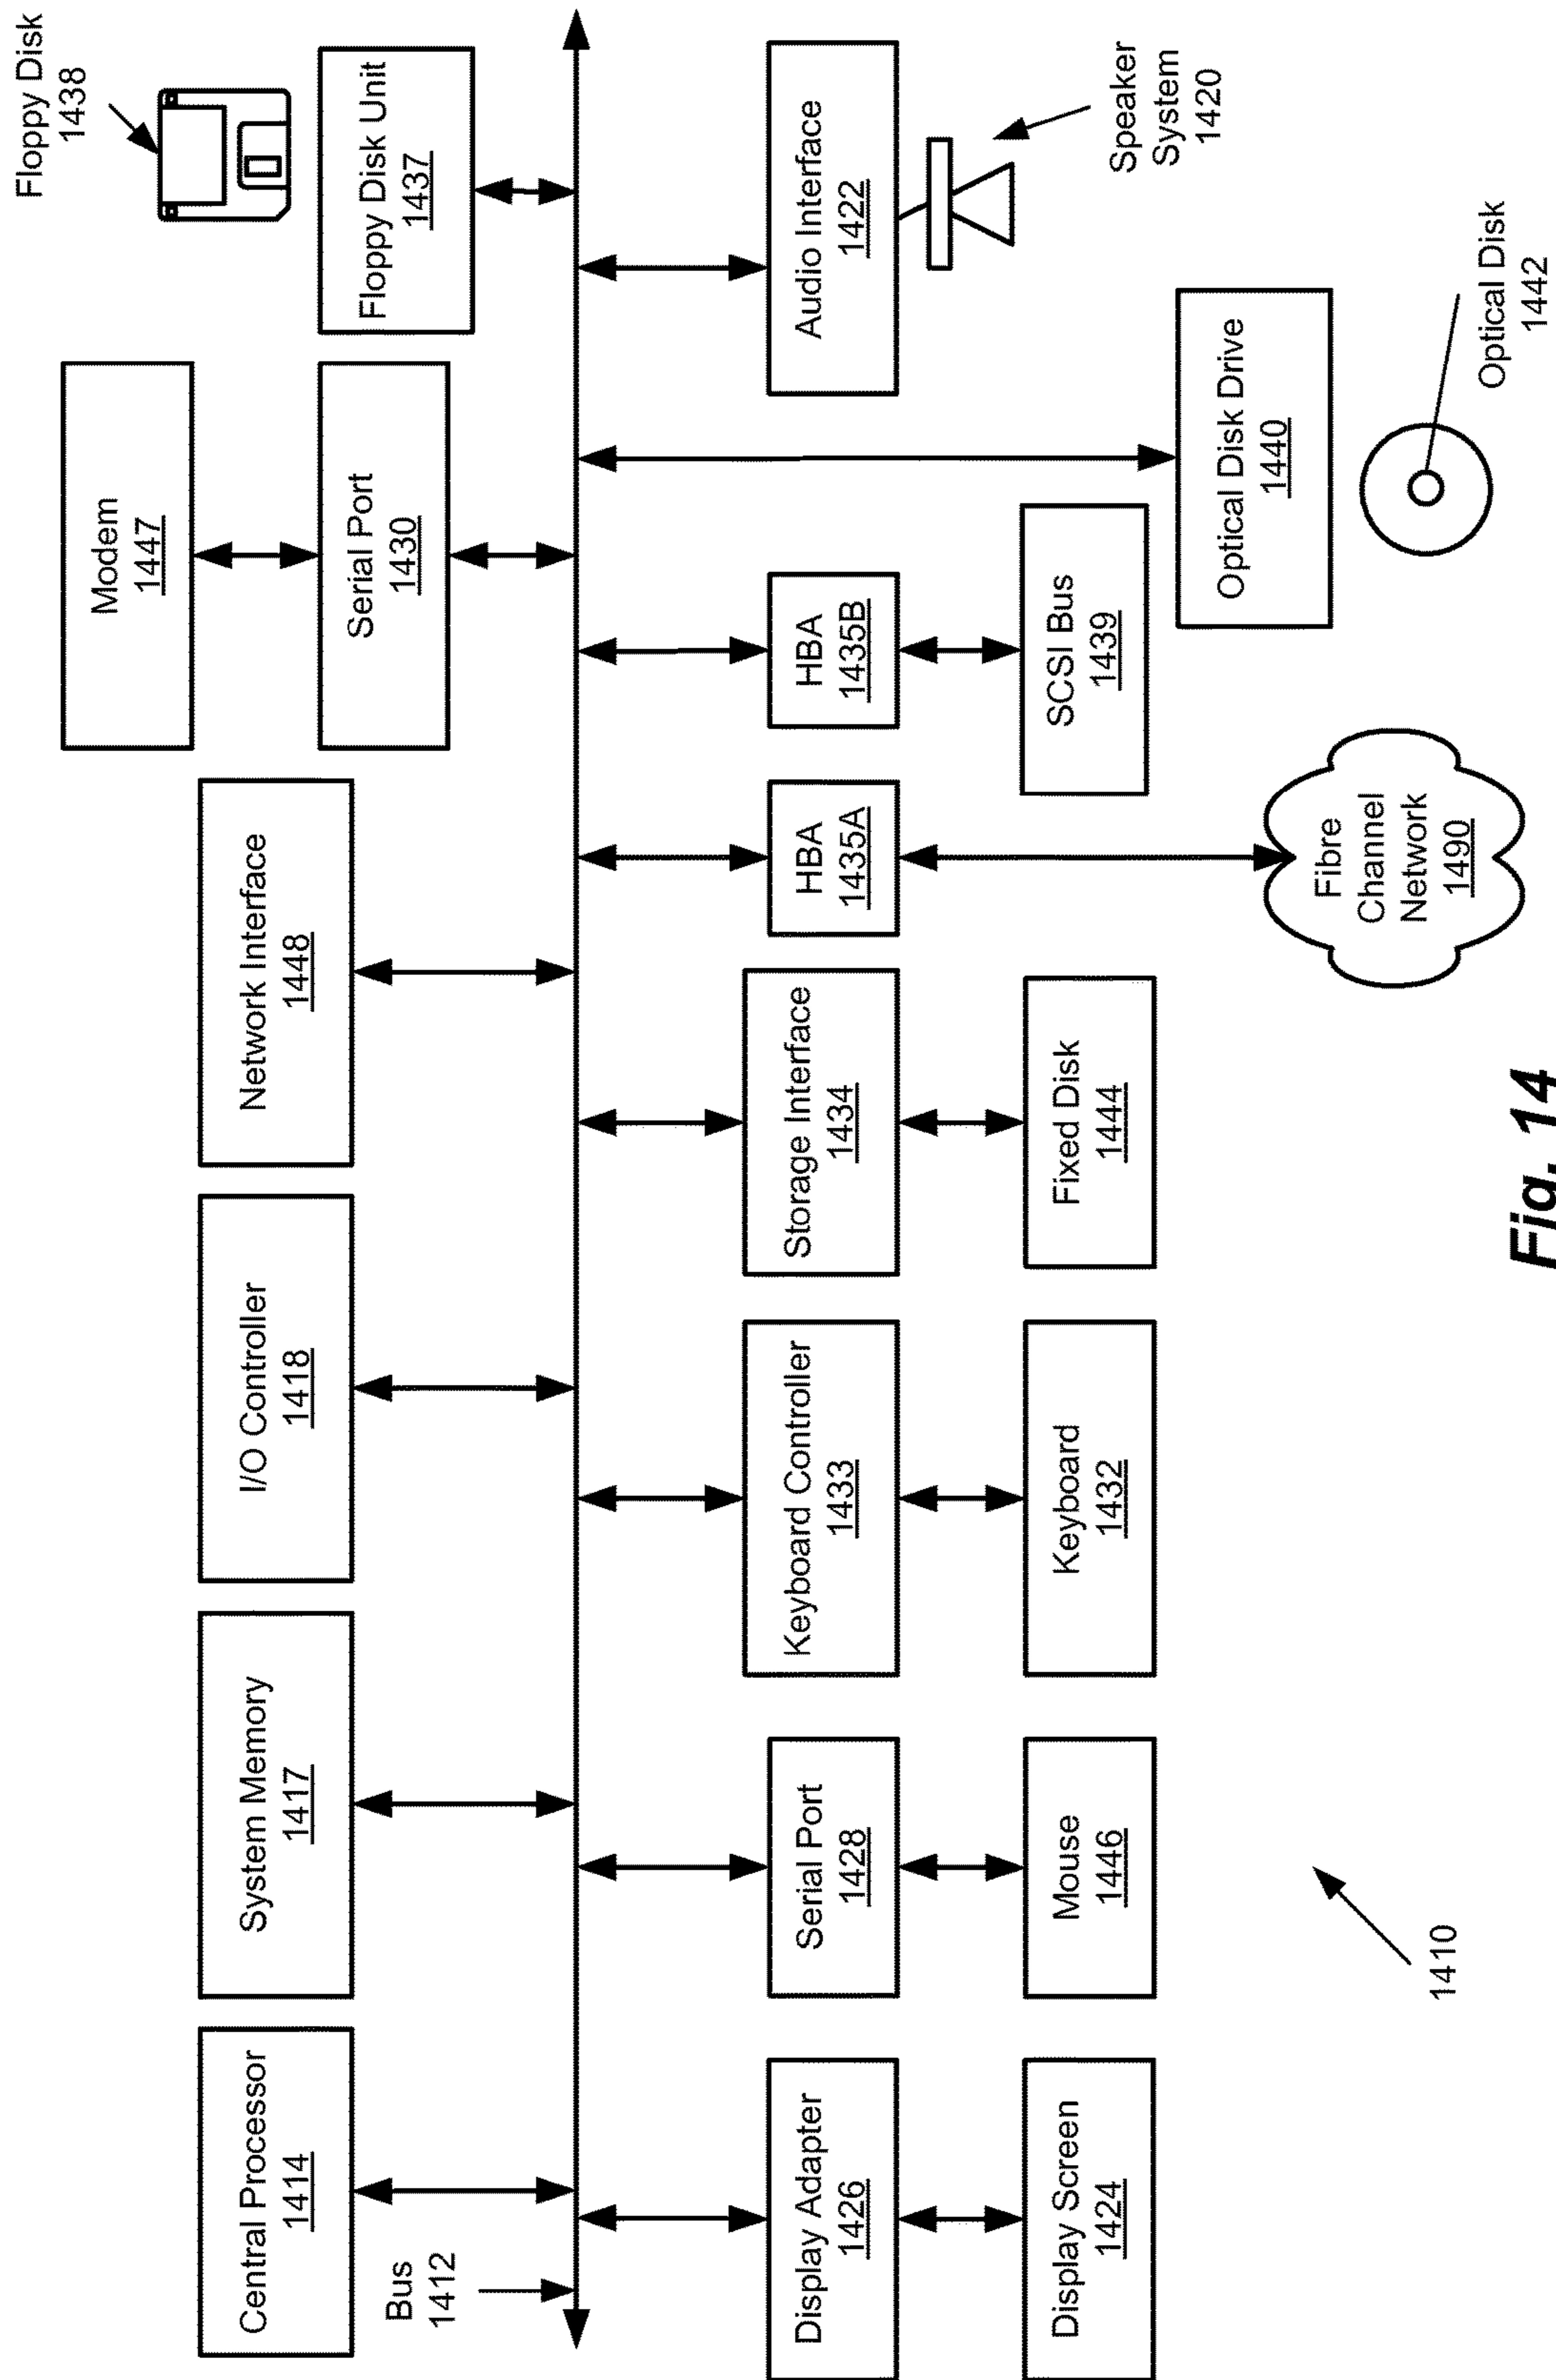 Floppy Disk
1438
Modem
1447
Central Processor
1414
System Memory
1417
I/O Controller
1418
Network Interface
1448
Serial Port
1430
Floppy Disk Unit
1437
Bus
1412
Display Adapter
1426
Serial Port
1428
Keyboard Controller
1433
Storage Interface
1434
HBA
1435A
HBA
1435B
Audio Interface
1422
Speaker
System
1420
Display Screen
1424
Mouse
1446
Keyboard
1432
Fixed Disk
1444
SCSI Bus
1439
Optical Disk Drive
1440
Fibre
Channel
Network
1490
Optical Disk
1442
1410
Fig. 14